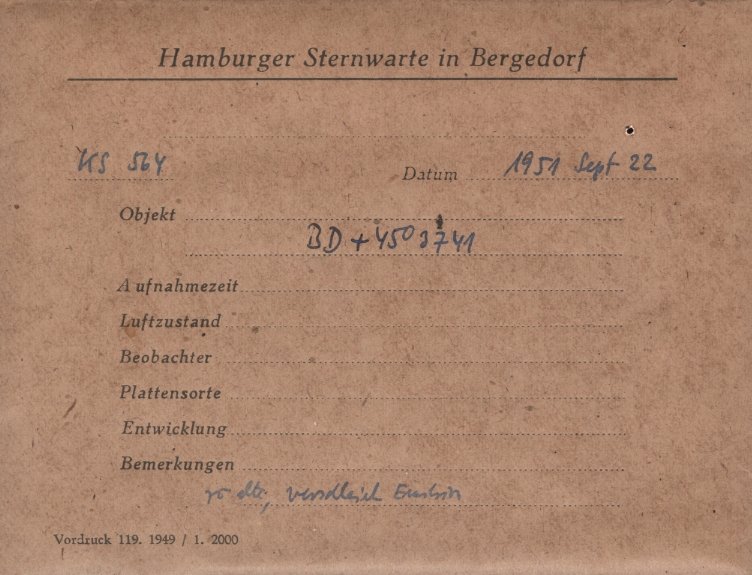 Hamburger Sternwarte in Bergedorf
KS 564 Datum 1951 Sept 22
Objekt
BD + 45° 3741
Aufnahmezeit
Luftzustand
Beobachter
Plattensorte
Entwicklung
Bemerkungen
Vordruck 119. 1949 / 1. 2000